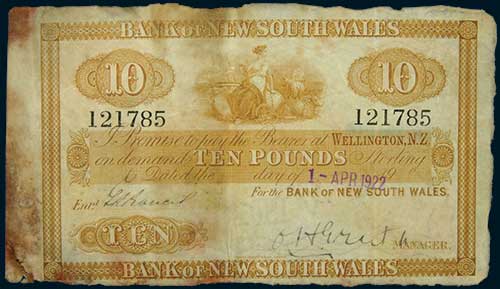 BANK OF NEW SOUTH WALES
10 10
121785 121785
I Promise to pay the Bearer at WELLINGTON, N.Z
on demand TEN POUNDS Sterling
Dated the day of 1- APR 1922
For the BANK OF NEW SOUTH WALES.
Entd.
TEN MANAGER.
BANK OF NEW SOUTH WALES